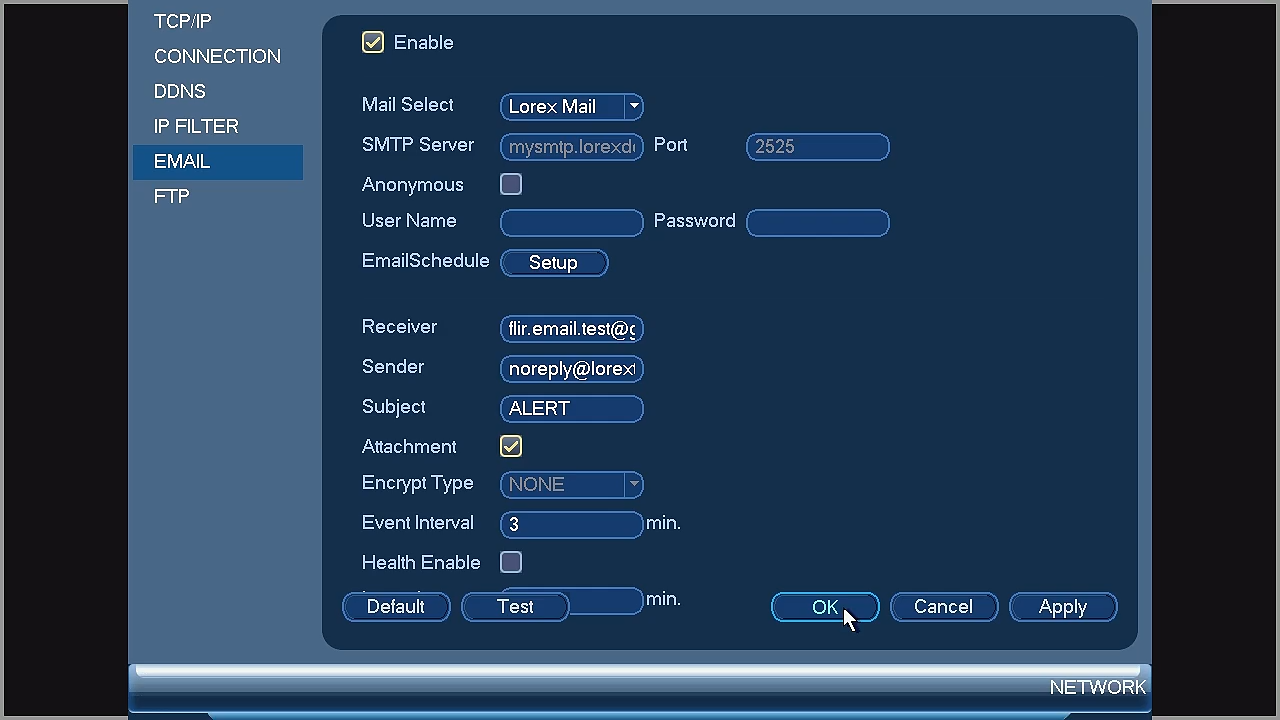 TCP/IP
CONNECTION
DDNS
IP FILTER
EMAIL
FTP
Enable
Mail Select Lorex Mail
SMTP Server mysmtp.lorexd Port 2525
Anonymous
User Name Password
EmailSchedule Setup
Receiver flir.email.test@g
Sender noreply@lorext
Subject ALERT
Attachment
Encrypt Type NONE
Event Interval 3 min.
Health Enable
min.
Default Test OK Cancel Apply
NETWORK